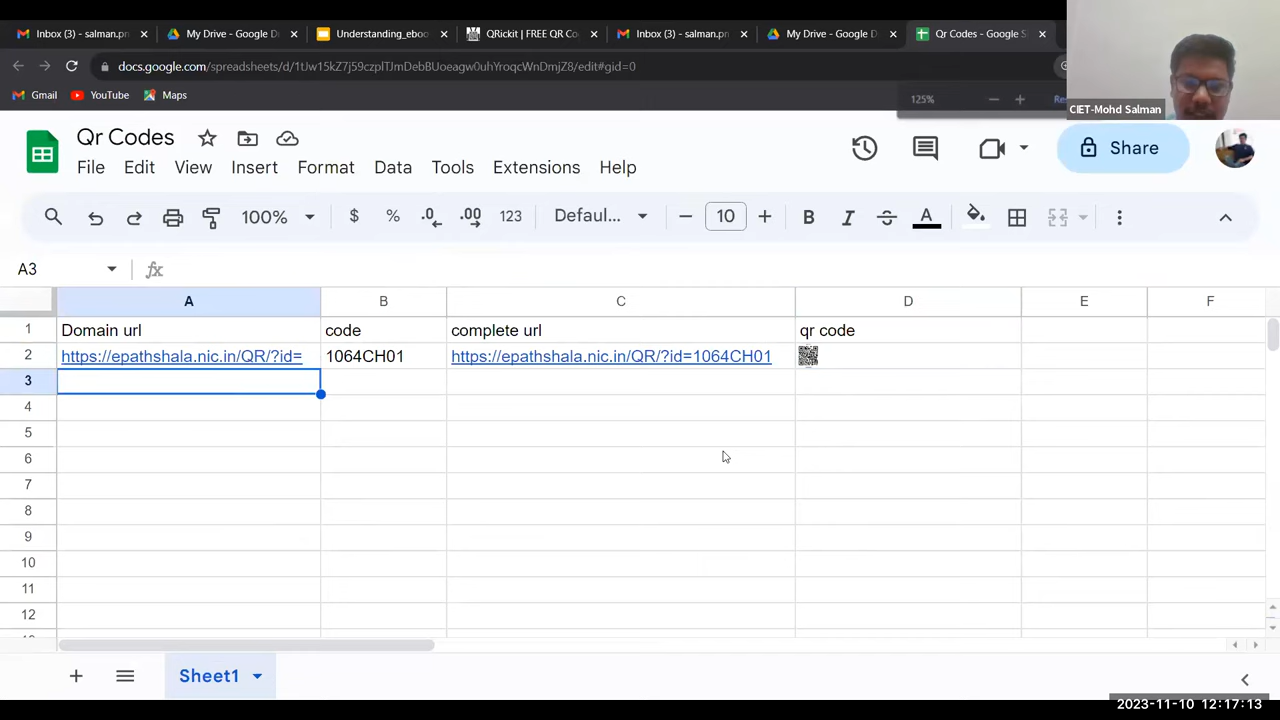 Inbox (3) - salman.pm
My Drive - Google D
Understanding_eboo
QRickit | FREE QR Co
Inbox (3) - salman.pm
My Drive - Google D
Qr Codes - Google S
docs.google.com/spreadsheets/d/1Uw15kZ7j59czplTJmDebBUoeagw0uhYroqcWnDmjZ8/edit#gid=0
Gmail
YouTube
Maps
125%
CIET-Mohd Salman
Qr Codes
Share
File Edit View Insert Format Data Tools Extensions Help
100% $ % .0 .00 123 Defaul... 10 B I S A
A3 fx
A B C D E F
1 Domain url code complete url qr code
2 https://epathshala.nic.in/QR/?id= 1064CH01 https://epathshala.nic.in/QR/?id=1064CH01
3
4
5
6
7
8
9
10
11
12
Sheet1
2023-11-10 12:17:13